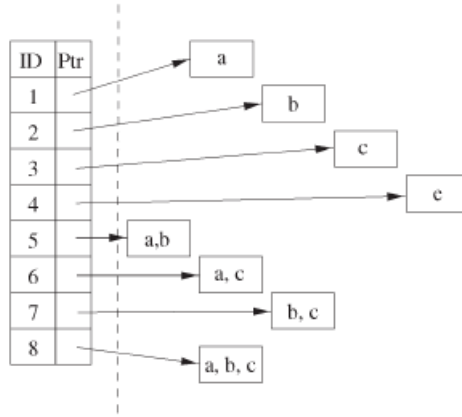 ID Ptr
1 a
2 b
3 c
4 e
5 a,b
6 a, c
7 b, c
8 a, b, c